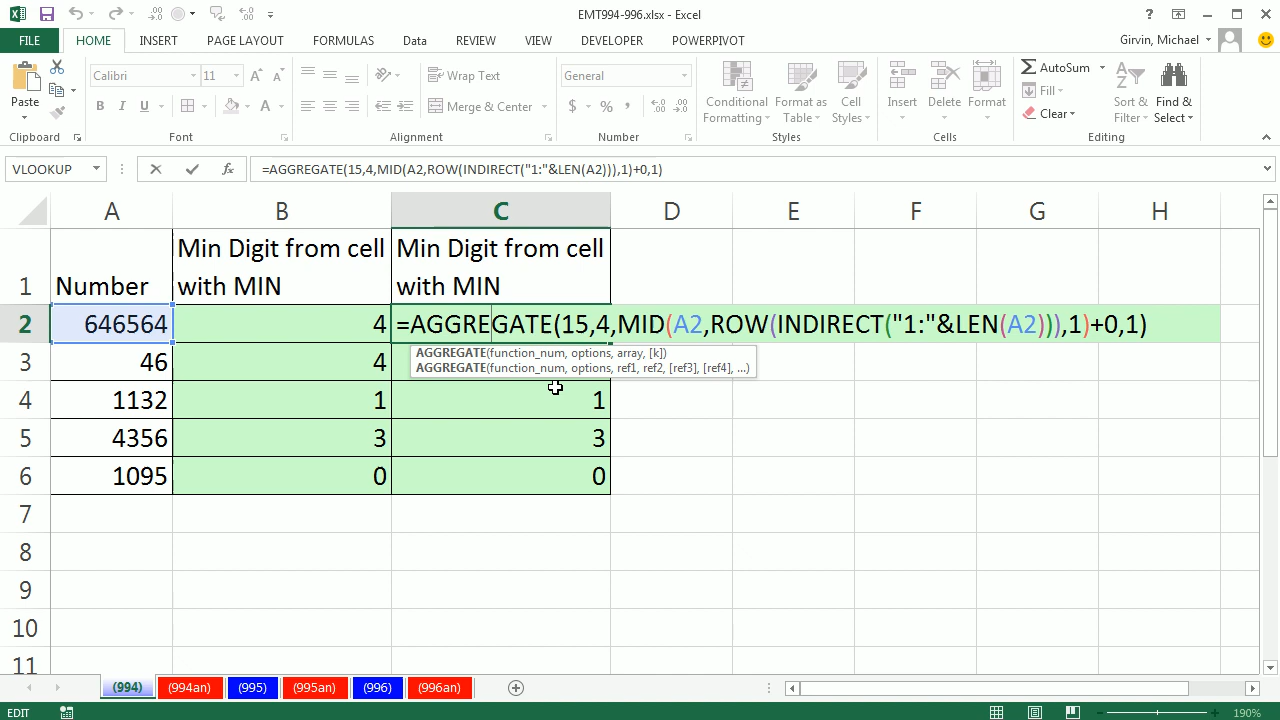 EMT994-996.xlsx - Excel
FILE HOME INSERT PAGE LAYOUT FORMULAS Data REVIEW VIEW DEVELOPER POWERPIVOT Girvin, Michael
Paste
Clipboard
Calibri 11
B I U
Font
Wrap Text
Merge & Center
Alignment
General
$ % ,
Number
Conditional Formatting
Format as Table
Cell Styles
Styles
Insert Delete Format
Cells
AutoSum
Fill
Clear
Sort & Filter
Find & Select
Editing
VLOOKUP fx =AGGREGATE(15,4,MID(A2,ROW(INDIRECT("1:"&LEN(A2))),1)+0,1)
A B C D E F G H
1 Number Min Digit from cell with MIN Min Digit from cell with MIN
2 646564 4 =AGGREGATE(15,4,MID(A2,ROW(INDIRECT("1:"&LEN(A2))),1)+0,1)
AGGREGATE(function_num, options, array, [k])
AGGREGATE(function_num, options, ref1, ref2, [ref3], [ref4], ...)
3 46 4
4 1132 1 1
5 4356 3 3
6 1095 0 0
7
8
9
10
11
(994) (994an) (995) (995an) (996) (996an)
EDIT 190%